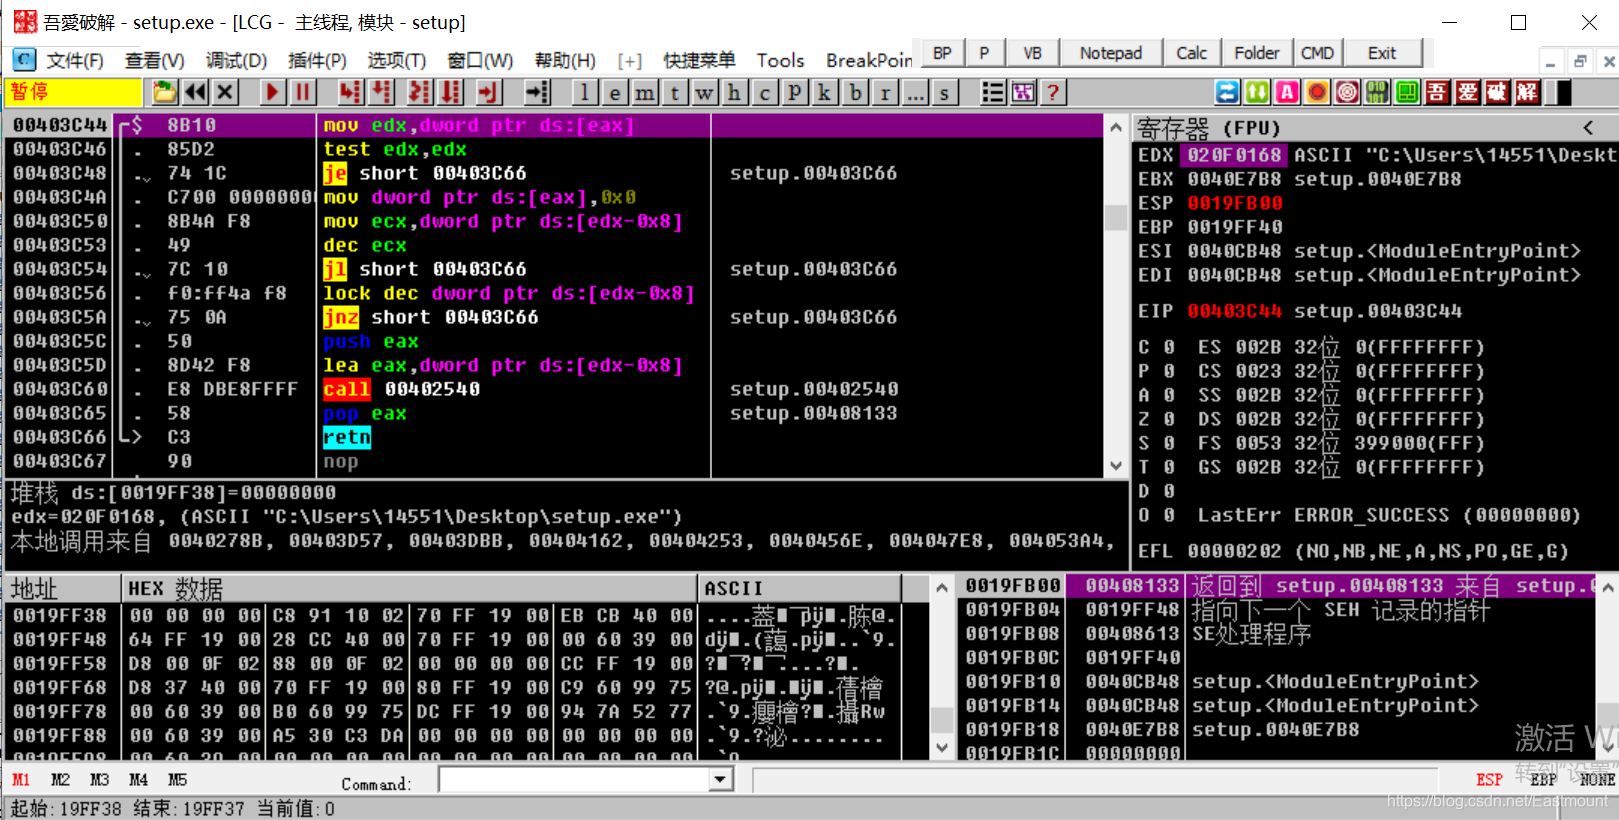 吾愛破解 - setup.exe - [LCG - 主线程, 模块 - setup]
文件(F) 查看(V) 调试(D) 插件(P) 选项(T) 窗口(W) 帮助(H) [+] 快捷菜单 Tools BreakPoin BP P VB Notepad Calc Folder CMD Exit
暂停 l e m t w h c P k b r ... s ? A 吾 爱 破 解
00403C44 $ 8B10 mov edx,dword ptr ds:[eax]
00403C46 . 85D2 test edx,edx
00403C48 . 74 1C je short 00403C66 setup.00403C66
00403C4A . C700 0000000 mov dword ptr ds:[eax],0x0
00403C50 . 8B4A F8 mov ecx,dword ptr ds:[edx-0x8]
00403C53 . 49 dec ecx
00403C54 . 7C 10 jl short 00403C66 setup.00403C66
00403C56 . f0:ff4a f8 lock dec dword ptr ds:[edx-0x8]
00403C5A . 75 0A jnz short 00403C66 setup.00403C66
00403C5C . 50 push eax
00403C5D . 8D42 F8 lea eax,dword ptr ds:[edx-0x8]
00403C60 . E8 DBE8FFFF call 00402540 setup.00402540
00403C65 . 58 pop eax setup.00408133
00403C66 > C3 retn
00403C67 90 nop
寄存器 (FPU) <
EDX 020F0168 ASCII "C:\Users\14551\Deskt
EBX 0040E7B8 setup.0040E7B8
ESP 0019FB00
EBP 0019FF40
ESI 0040CB48 setup.<ModuleEntryPoint>
EDI 0040CB48 setup.<ModuleEntryPoint>
EIP 00403C44 setup.00403C44
C 0 ES 002B 32位 0(FFFFFFFF)
P 0 CS 0023 32位 0(FFFFFFFF)
A 0 SS 002B 32位 0(FFFFFFFF)
Z 0 DS 002B 32位 0(FFFFFFFF)
S 0 FS 0053 32位 399000(FFF)
T 0 GS 002B 32位 0(FFFFFFFF)
D 0
O 0 LastErr ERROR_SUCCESS (00000000)
EFL 00000202 (NO,NB,NE,A,NS,PO,GE,G)
堆栈 ds:[0019FF38]=00000000
edx=020F0168, (ASCII "C:\Users\14551\Desktop\setup.exe")
本地调用来自 0040278B, 00403D57, 00403DBB, 00404162, 00404253, 0040456E, 004047E8, 004053A4,
地址 HEX 数据 ASCII
0019FF38 00 00 00 00 C8 91 10 02 70 FF 19 00 EB CB 40 00
0019FF48 64 FF 19 00 28 CC 40 00 70 FF 19 00 00 60 39 00
0019FF58 D8 00 0F 02 88 00 0F 02 00 00 00 00 CC FF 19 00
0019FF68 D8 37 40 00 70 FF 19 00 80 FF 19 00 C9 60 99 75
0019FF78 00 60 39 00 B0 60 99 75 DC FF 19 00 94 7A 52 77
0019FF88 00 60 39 00 A5 30 C3 DA 00 00 00 00 00 00 00 00
0019FB00 00408133 返回到 setup.00408133 来自 setup.0
0019FB04 0019FF48 指向下一个 SEH 记录的指针
0019FB08 00408613 SE处理程序
0019FB0C 0019FF40
0019FB10 0040CB48 setup.<ModuleEntryPoint>
0019FB14 0040CB48 setup.<ModuleEntryPoint>
0019FB18 0040E7B8 setup.0040E7B8
0019FB1C 00000000
激活 Wi
转到"设置"
M1 M2 M3 M4 M5 Command: ESP EBP NONE
起始:19FF38 结束:19FF37 当前值:0
https://blog.csdn.net/Eastmount